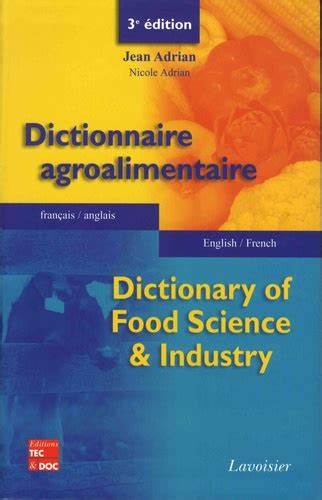 3e édition
Jean Adrian
Nicole Adrian
Dictionnaire
agroalimentaire
français / anglais
English / French
Dictionary of
Food Science
& Industry
Editions
TEC
& DOC
Lavoisier